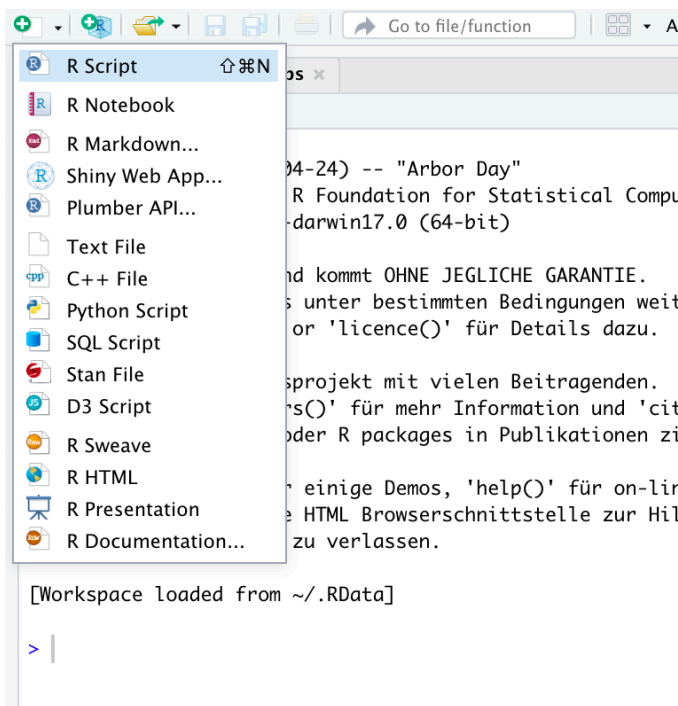 Go to file/function
A
R Script ⇧⌘N
R Notebook
R Markdown...
Shiny Web App...
Plumber API...
Text File
C++ File
Python Script
SQL Script
Stan File
D3 Script
R Sweave
R HTML
R Presentation
R Documentation...
bs ×
04-24) -- "Arbor Day"
R Foundation for Statistical Compu
-darwin17.0 (64-bit)
nd kommt OHNE JEGLICHE GARANTIE.
s unter bestimmten Bedingungen weit
or 'licence()' für Details dazu.
sprojekt mit vielen Beitragenden.
rs()' für mehr Information und 'cit
oder R packages in Publikationen zi
r einige Demos, 'help()' für on-lin
e HTML Browserschnittstelle zur Hil
zu verlassen.
[Workspace loaded from ~/.RData]
>